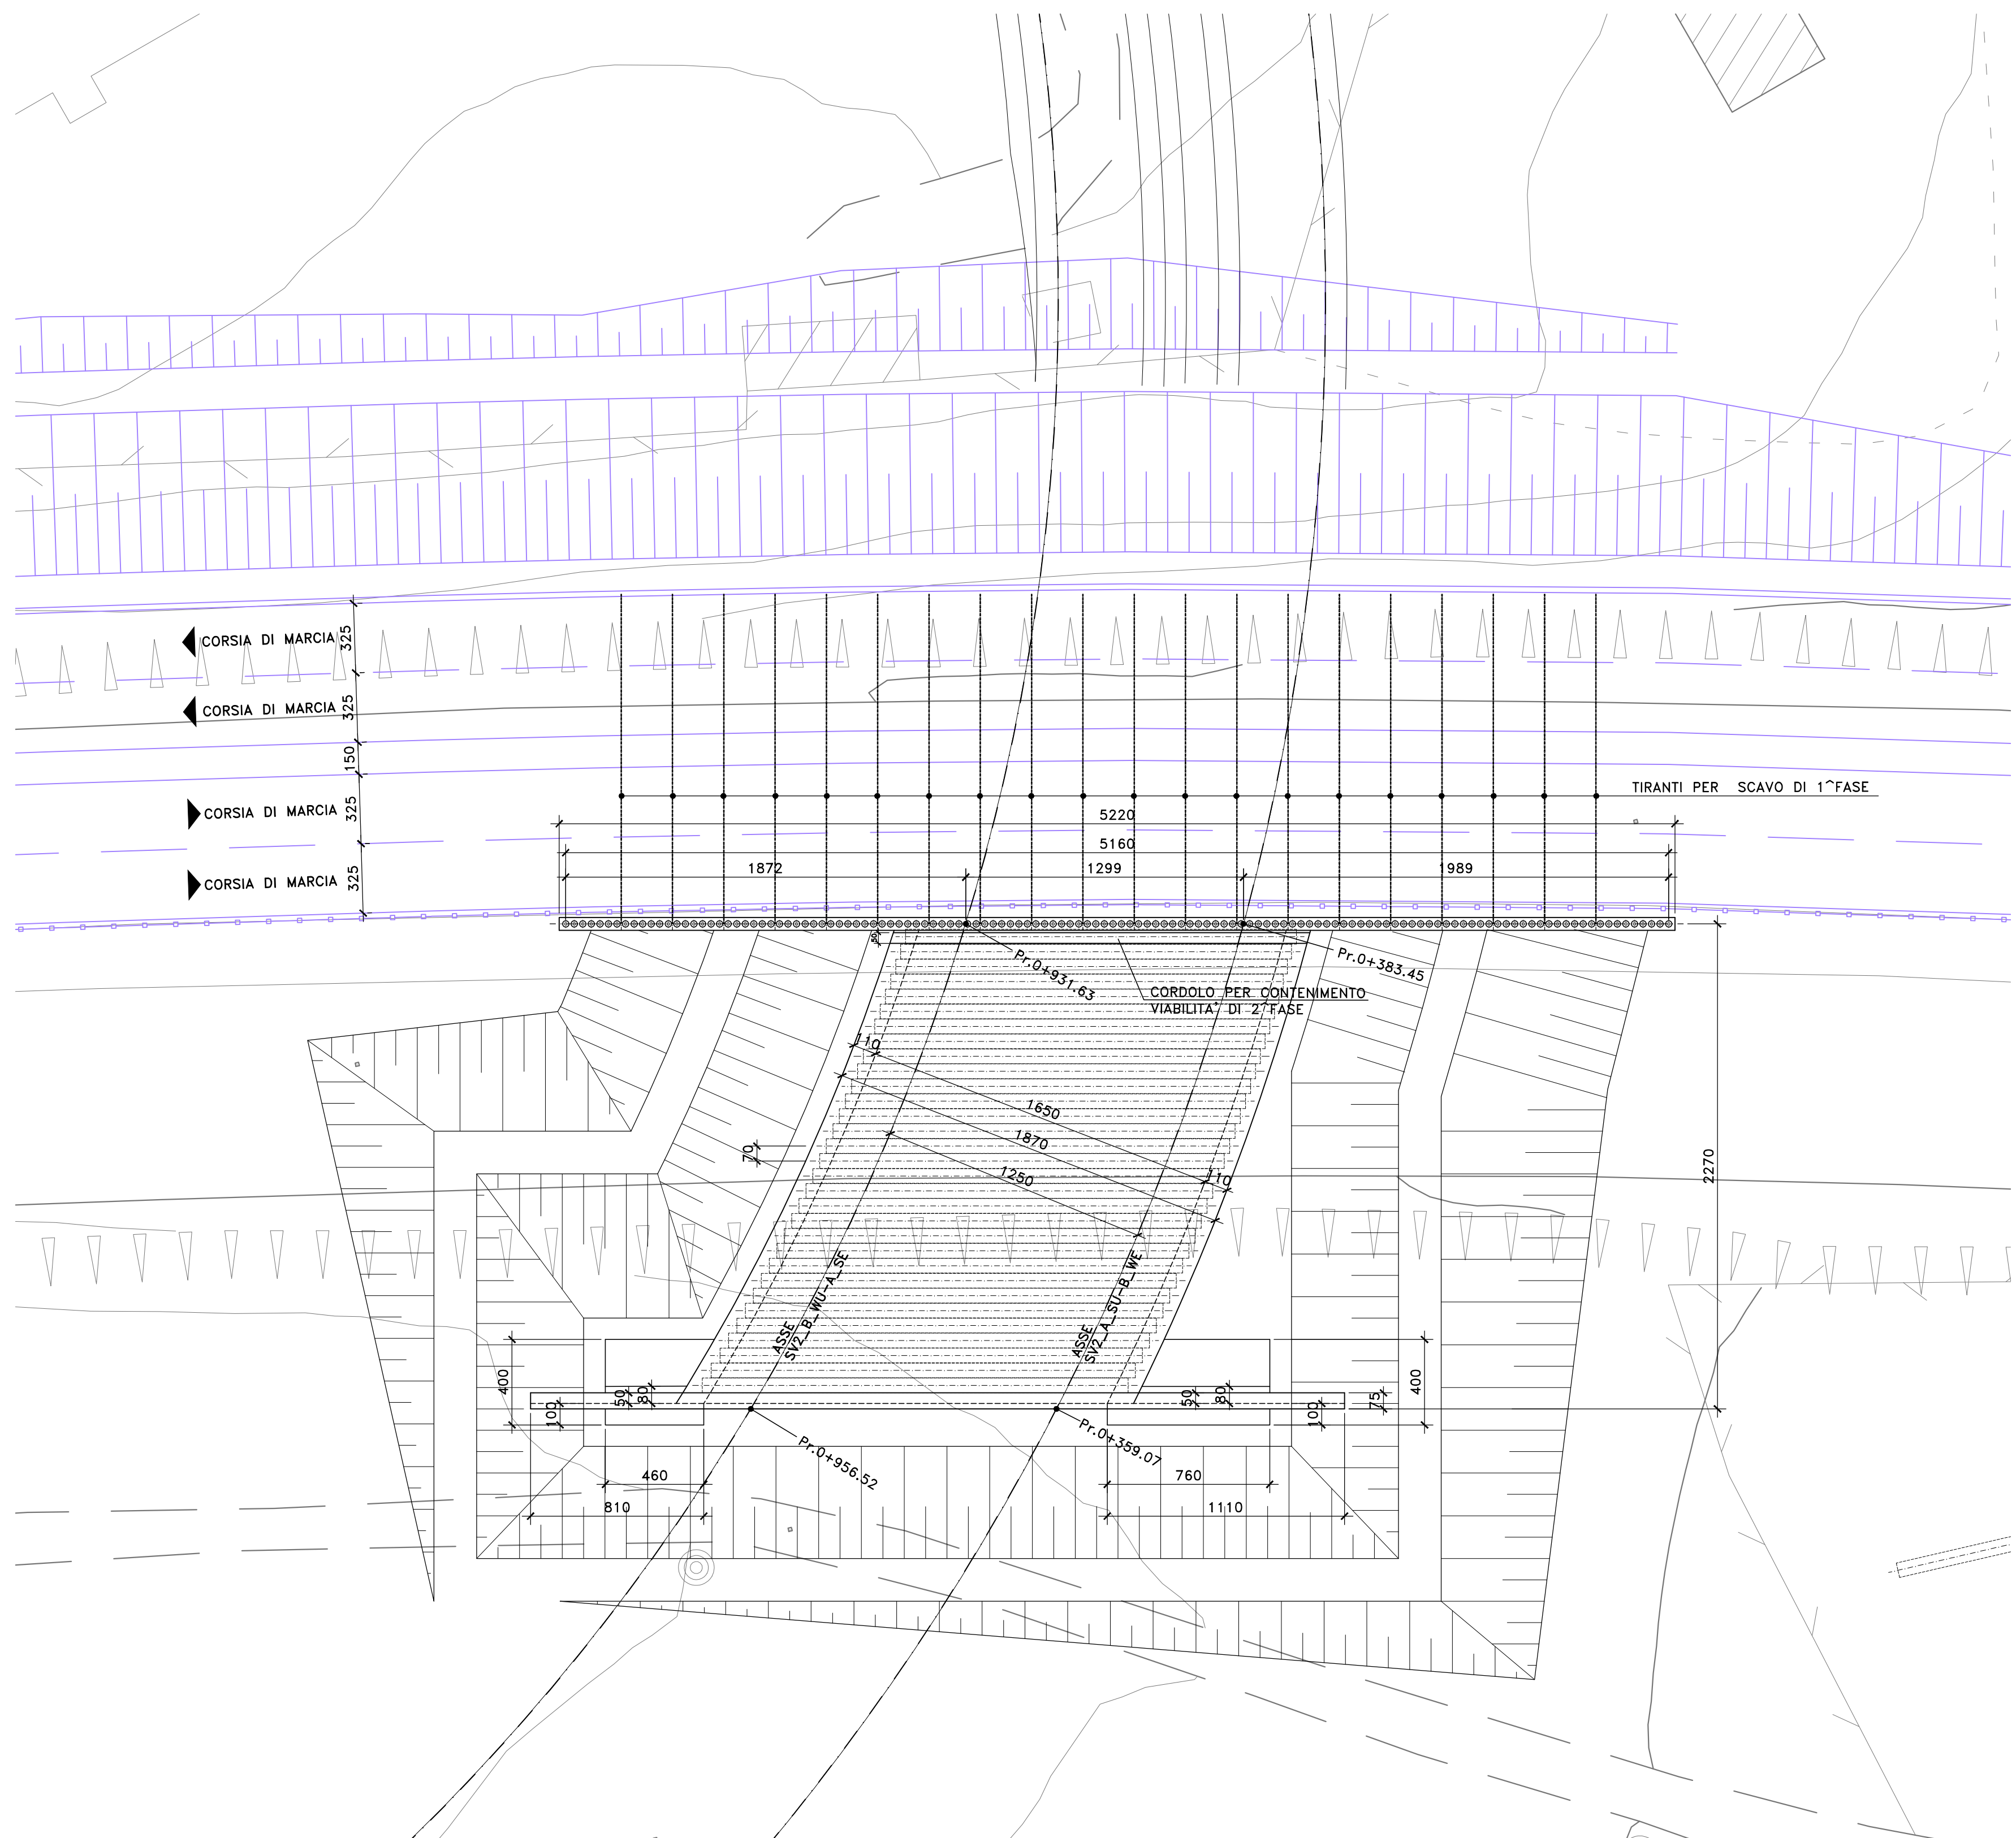 CORSIA DI MARCIA
325
CORSIA DI MARCIA
325
150
CORSIA DI MARCIA
325
CORSIA DI MARCIA
325
TIRANTI PER SCAVO DI 1^FASE
5220
5160
1872
1299
1989
50
Pr.0+931.63
Pr.0+383.45
CORDOLO PER CONTENIMENTO
VIABILITA' DI 2^FASE
110
1650
1870
1250
110
70
2270
ASSE
SV2_B_WU-A_SE
ASSE
SV2_A_SU-B_WE
400
100
50
80
50
80
100
75
400
Pr.0+956.52
Pr.0+359.07
460
810
760
1110